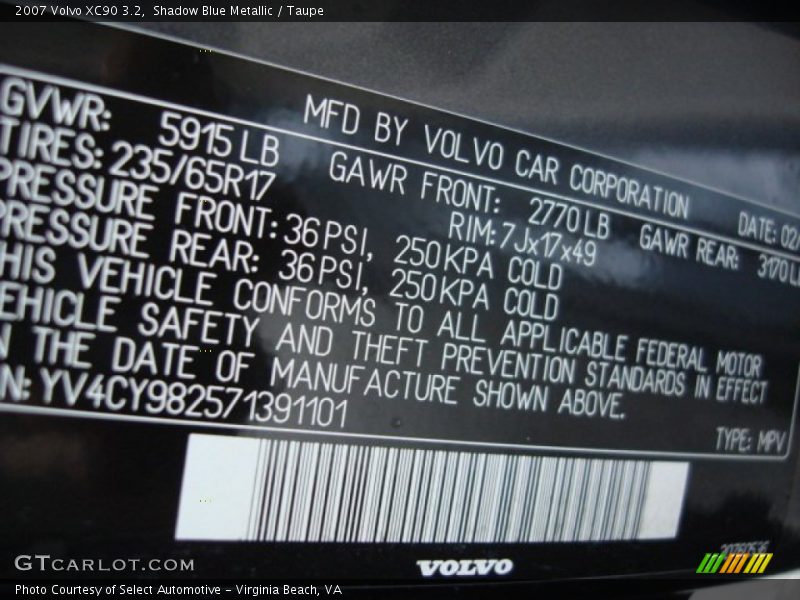 2007 Volvo XC90 3.2,  Shadow Blue Metallic / Taupe
MFD BY VOLVO CAR CORPORATION DATE: 02/
GVWR: 5915 LB GAWR FRONT: 2770 LB GAWR REAR: 3170 LB
TIRES: 235/65R17 RIM: 7Jx17x49
PRESSURE FRONT: 36 PSI, 250 KPA COLD
PRESSURE REAR: 36 PSI, 250 KPA COLD
HIS VEHICLE CONFORMS TO ALL APPLICABLE FEDERAL MOTOR
EHICLE SAFETY AND THEFT PREVENTION STANDARDS IN EFFECT
N THE DATE OF MANUFACTURE SHOWN ABOVE.
N: YV4CY982571391101
TYPE: MPV
VOLVO
GTCARLOT.COM
Photo Courtesy of Select Automotive - Virginia Beach, VA